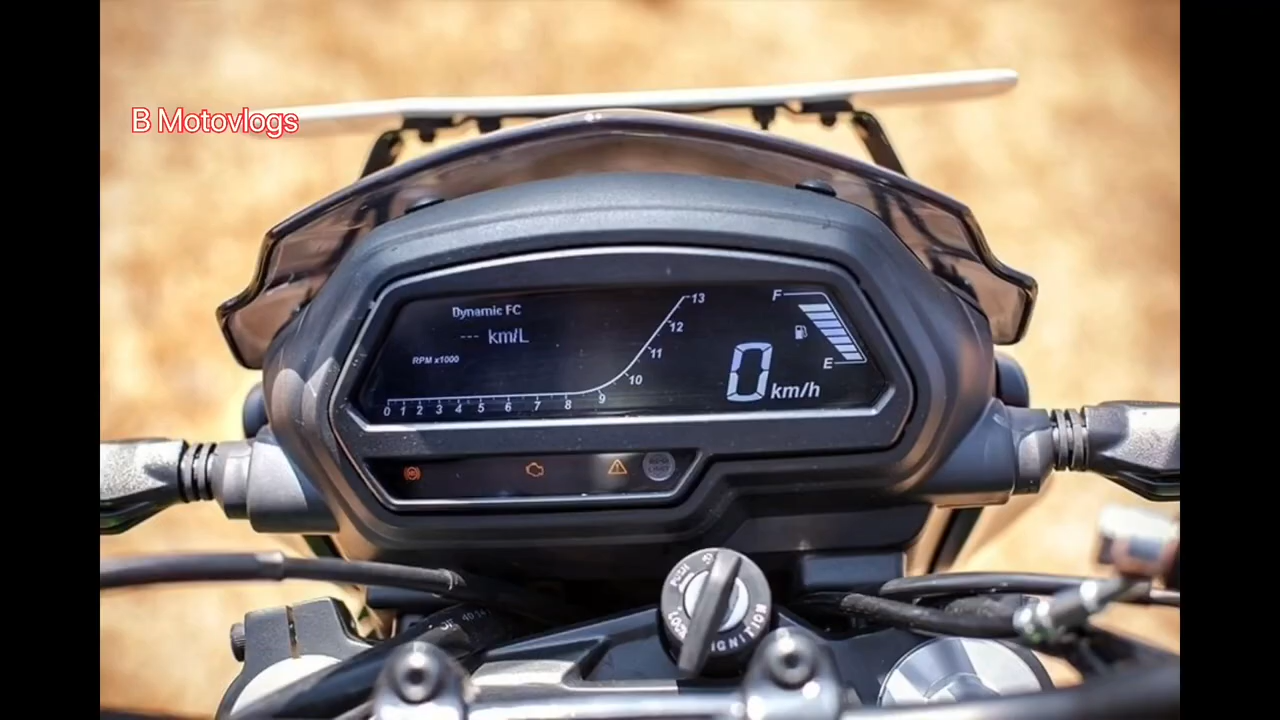 B Motovlogs
Dynamic FC
--- km/L
RPM x1000
0 1 2 3 4 5 6 7 8 9 10 11 12 13
0 km/h
F
E
PUSH
LOCK
IGNITION